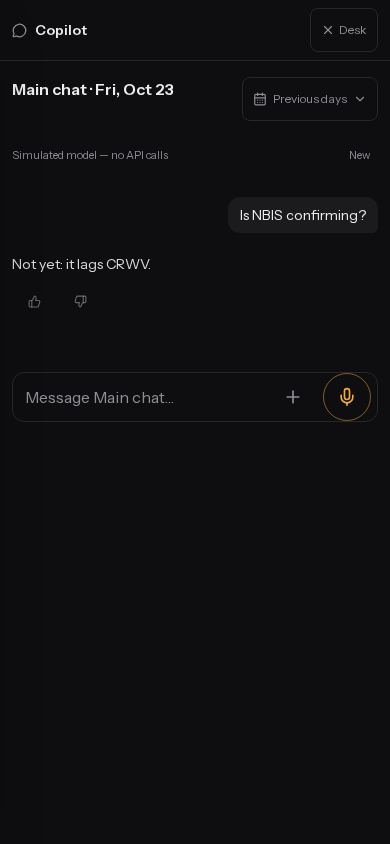 Copilot
Desk
Main chat · Fri, Oct 23
Previous days
Simulated model — no API calls
New
Is NBIS confirming?
Not yet: it lags CRWV.
Message Main chat...